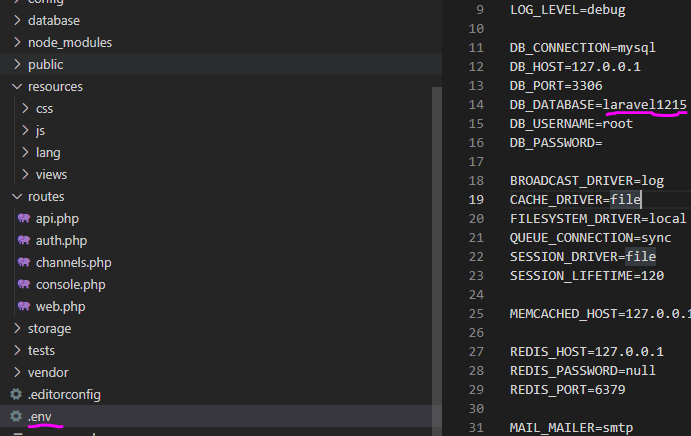 config
database
node_modules
public
resources
css
js
lang
views
routes
api.php
auth.php
channels.php
console.php
web.php
storage
tests
vendor
.editorconfig
.env
9 LOG_LEVEL=debug
10
11 DB_CONNECTION=mysql
12 DB_HOST=127.0.0.1
13 DB_PORT=3306
14 DB_DATABASE=laravel1215
15 DB_USERNAME=root
16 DB_PASSWORD=
17
18 BROADCAST_DRIVER=log
19 CACHE_DRIVER=file
20 FILESYSTEM_DRIVER=local
21 QUEUE_CONNECTION=sync
22 SESSION_DRIVER=file
23 SESSION_LIFETIME=120
24
25 MEMCACHED_HOST=127.0.0.1
26
27 REDIS_HOST=127.0.0.1
28 REDIS_PASSWORD=null
29 REDIS_PORT=6379
30
31 MAIL_MAILER=smtp